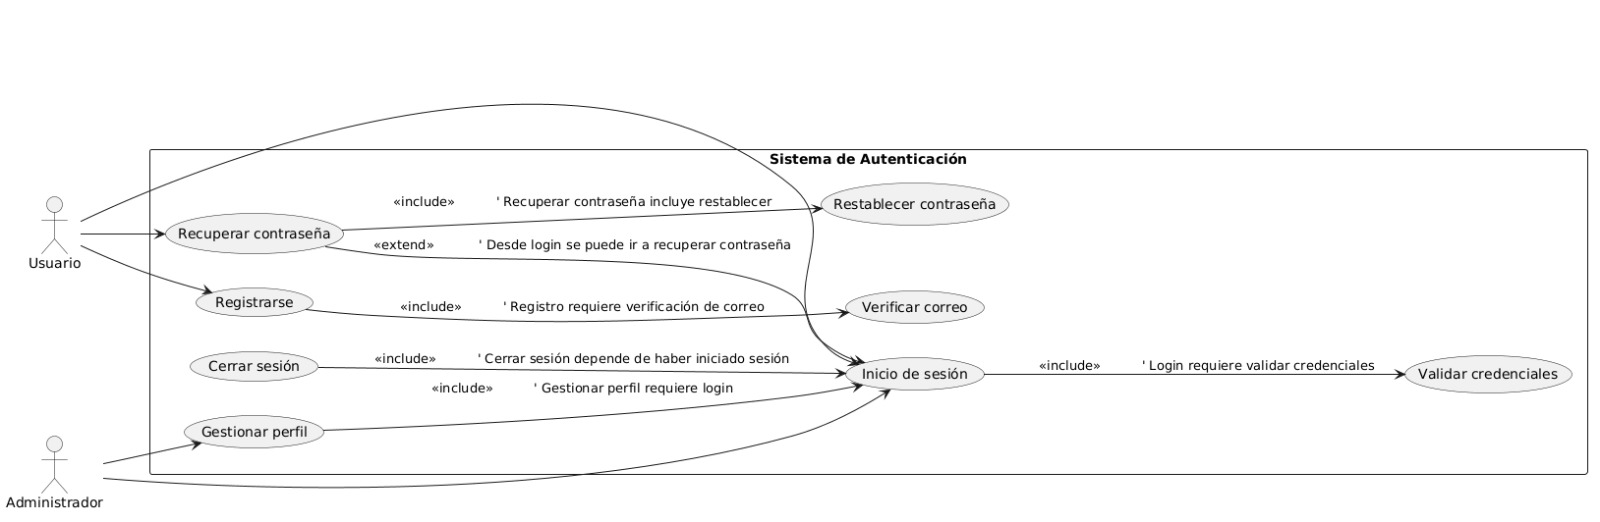 Sistema de Autenticación
«include» ' Recuperar contraseña incluye restablecer
Restablecer contraseña
Recuperar contraseña
«extend» ' Desde login se puede ir a recuperar contraseña
Usuario
Registrarse
«include» ' Registro requiere verificación de correo
Verificar correo
Cerrar sesión
«include» ' Cerrar sesión depende de haber iniciado sesión
Inicio de sesión
«include» ' Login requiere validar credenciales
Validar credenciales
«include» ' Gestionar perfil requiere login
Gestionar perfil
Administrador